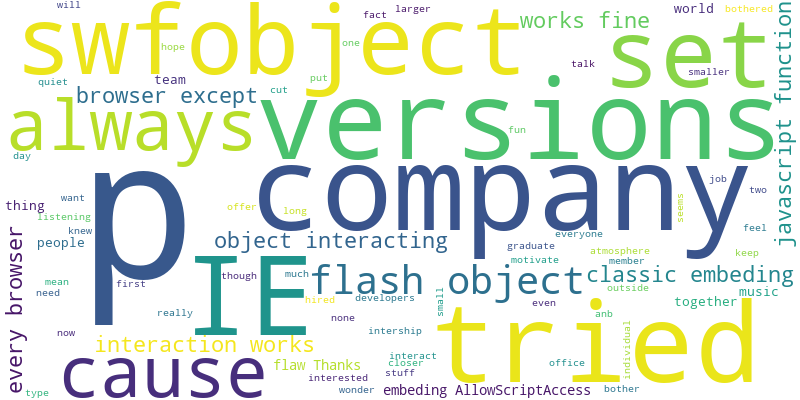 will
fact
larger
world
bothered
swfobject
works fine
set
javascript function
hope
one
team
talk
smaller
quiet
put
cut
browser except
always
versions
fun
day
p
company
job
two
want
thing
listening
knew
people
offer
long
seems
feel
object interacting
everyone
graduate
atmosphere
motivate
member
keep
every browser
IE
flash object
classic embeding
mean
need
first
though
much
outside
music
together
hired
developers
small
even
tried
really
now
none
intership
anb
individual
interaction works
interact
office
cause
flaw Thanks
closer
stuff
interested
wonder
type
embeding AllowScriptAccess
bother